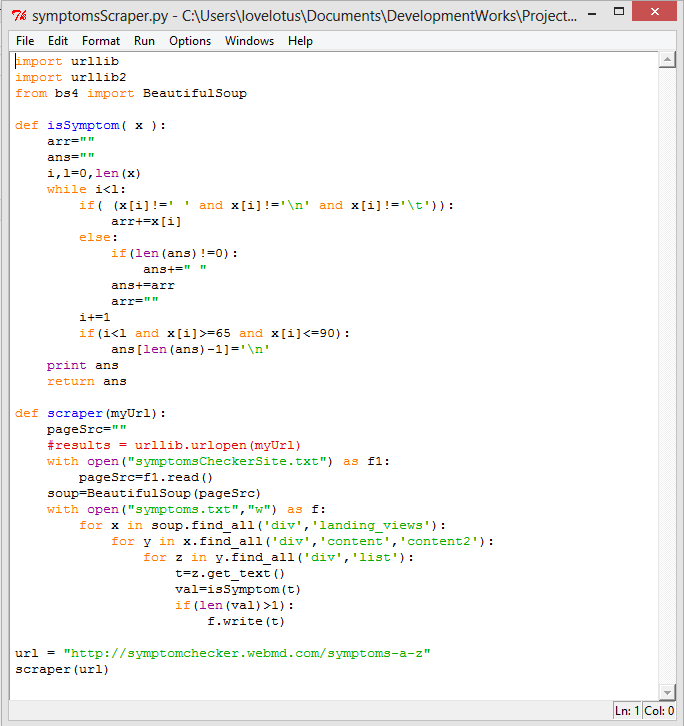 symptomsScraper.py - C:\Users\lovelotus\Documents\DevelopmentWorks\Project...
File Edit Format Run Options Windows Help
import urllib
import urllib2
from bs4 import BeautifulSoup

def isSymptom( x ):
    arr=""
    ans=""
    i,l=0,len(x)
    while i<l:
        if( (x[i]!=' ' and x[i]!='\n' and x[i]!='\t')):
            arr+=x[i]
        else:
            if(len(ans)!=0):
                ans+=" "
            ans+=arr
            arr=""
        i+=1
        if(i<l and x[i]>=65 and x[i]<=90):
            ans[len(ans)-1]='\n'
    print ans
    return ans

def scraper(myUrl):
    pageSrc=""
    #results = urllib.urlopen(myUrl)
    with open("symptomsCheckerSite.txt") as f1:
        pageSrc=f1.read()
    soup=BeautifulSoup(pageSrc)
    with open("symptoms.txt","w") as f:
        for x in soup.find_all('div','landing_views'):
            for y in x.find_all('div','content','content2'):
                for z in y.find_all('div','list'):
                    t=z.get_text()
                    val=isSymptom(t)
                    if(len(val)>1):
                        f.write(t)

url = "http://symptomchecker.webmd.com/symptoms-a-z"
scraper(url)
Ln: 1 Col: 0